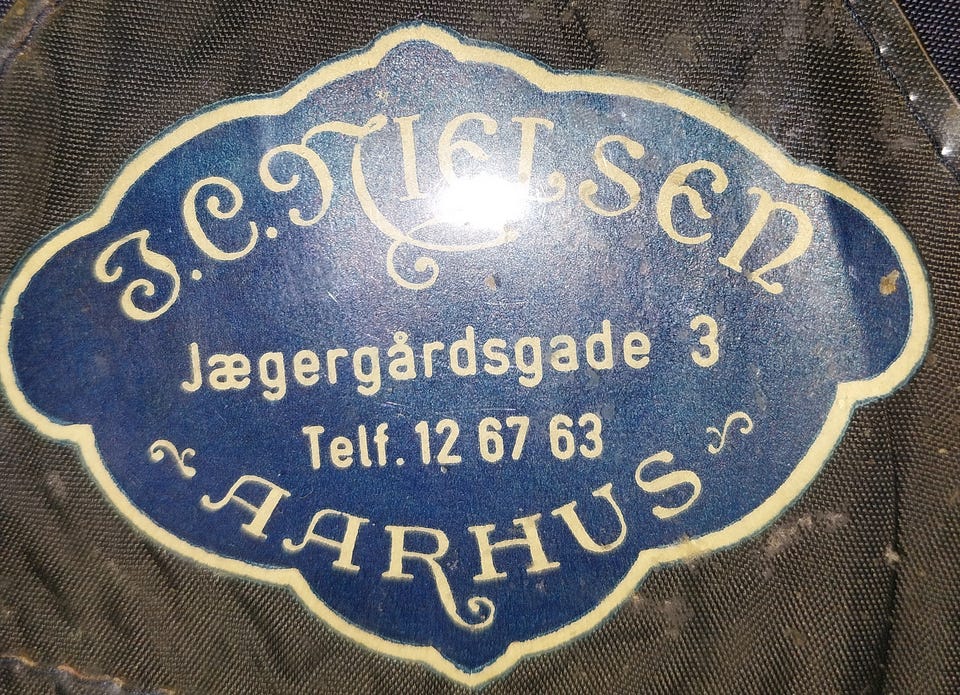 J.C. NIELSEN
Jægergårdsgade 3
Telf. 12 67 63
AARHUS